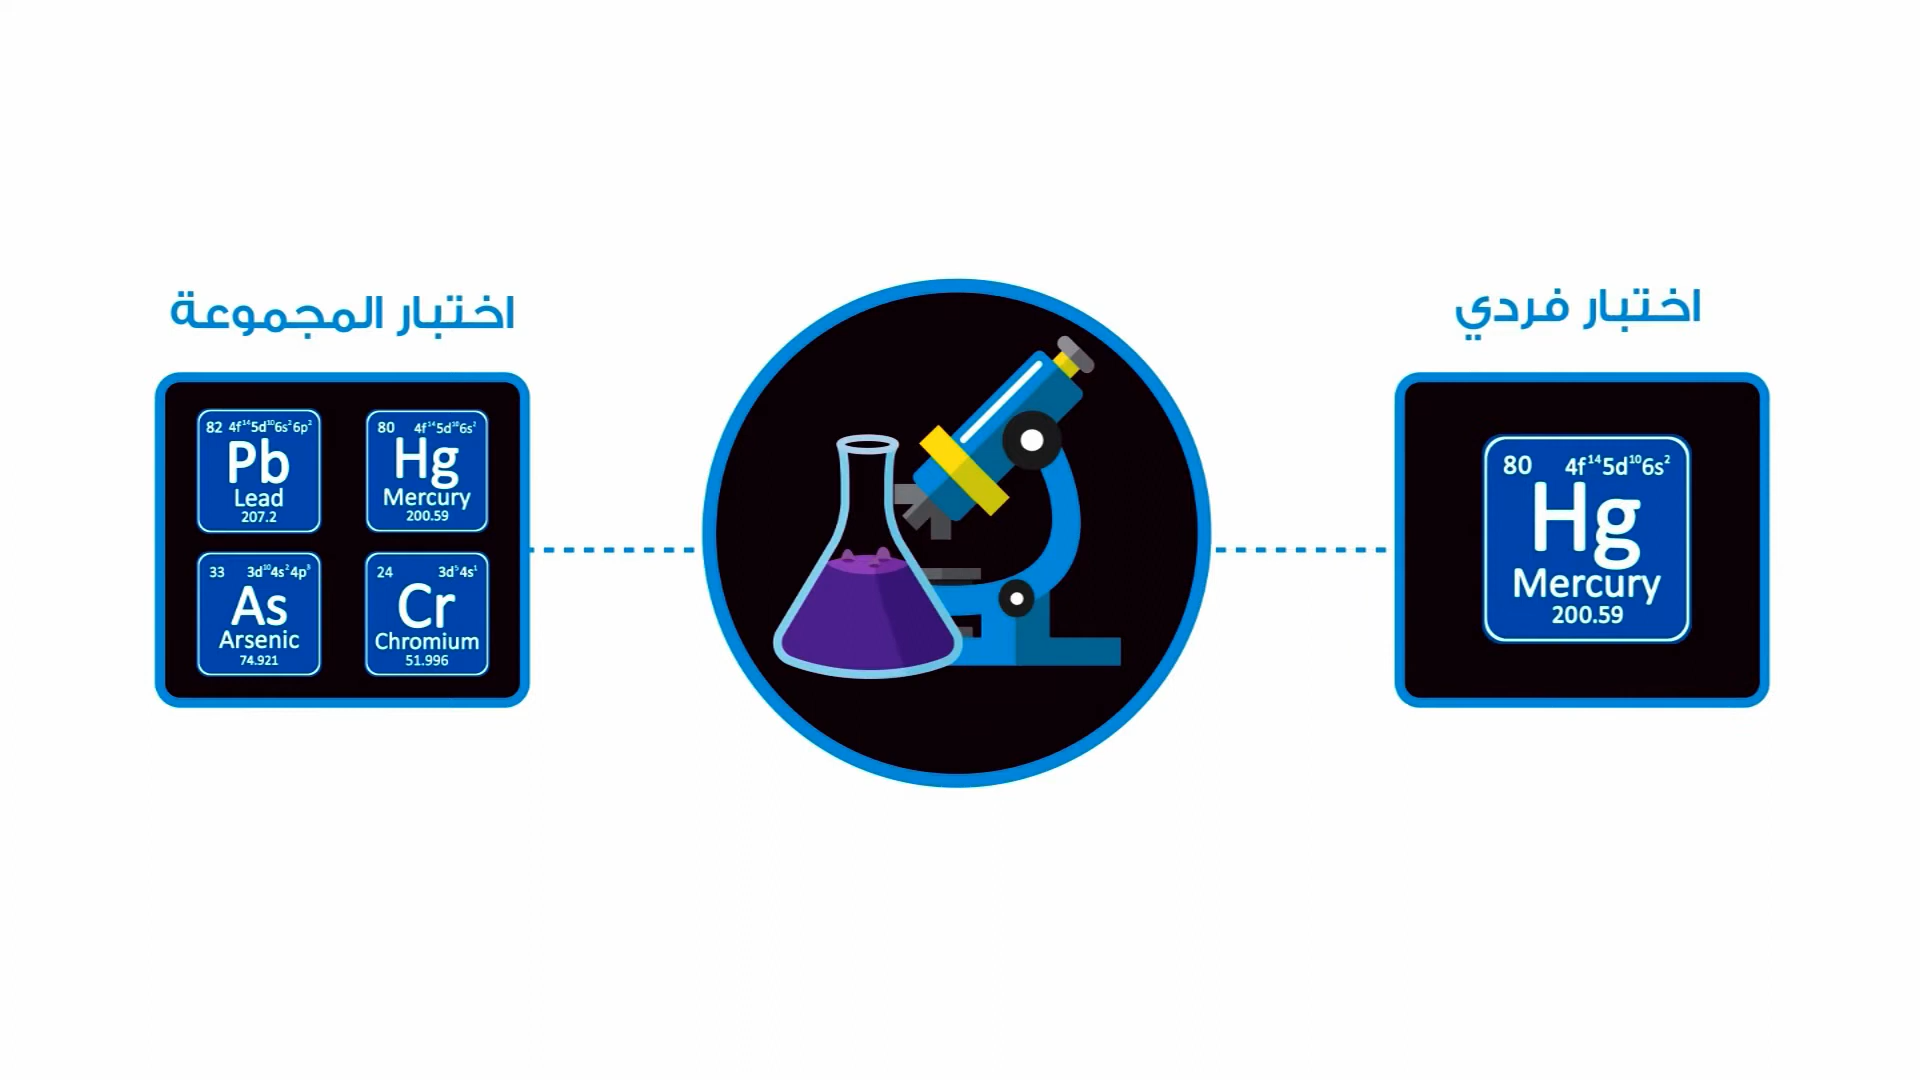 اختبار فردي
80 4f¹⁴5d¹⁰6s²
Hg
Mercury
200.59
اختبار المجموعة
82 4f¹⁴5d¹⁰6s²6p²
Pb
Lead
207.2
80 4f¹⁴5d¹⁰6s²
Hg
Mercury
200.59
33 3d¹⁰4s²4p³
As
Arsenic
74.921
24 3d⁵4s¹
Cr
Chromium
51.996